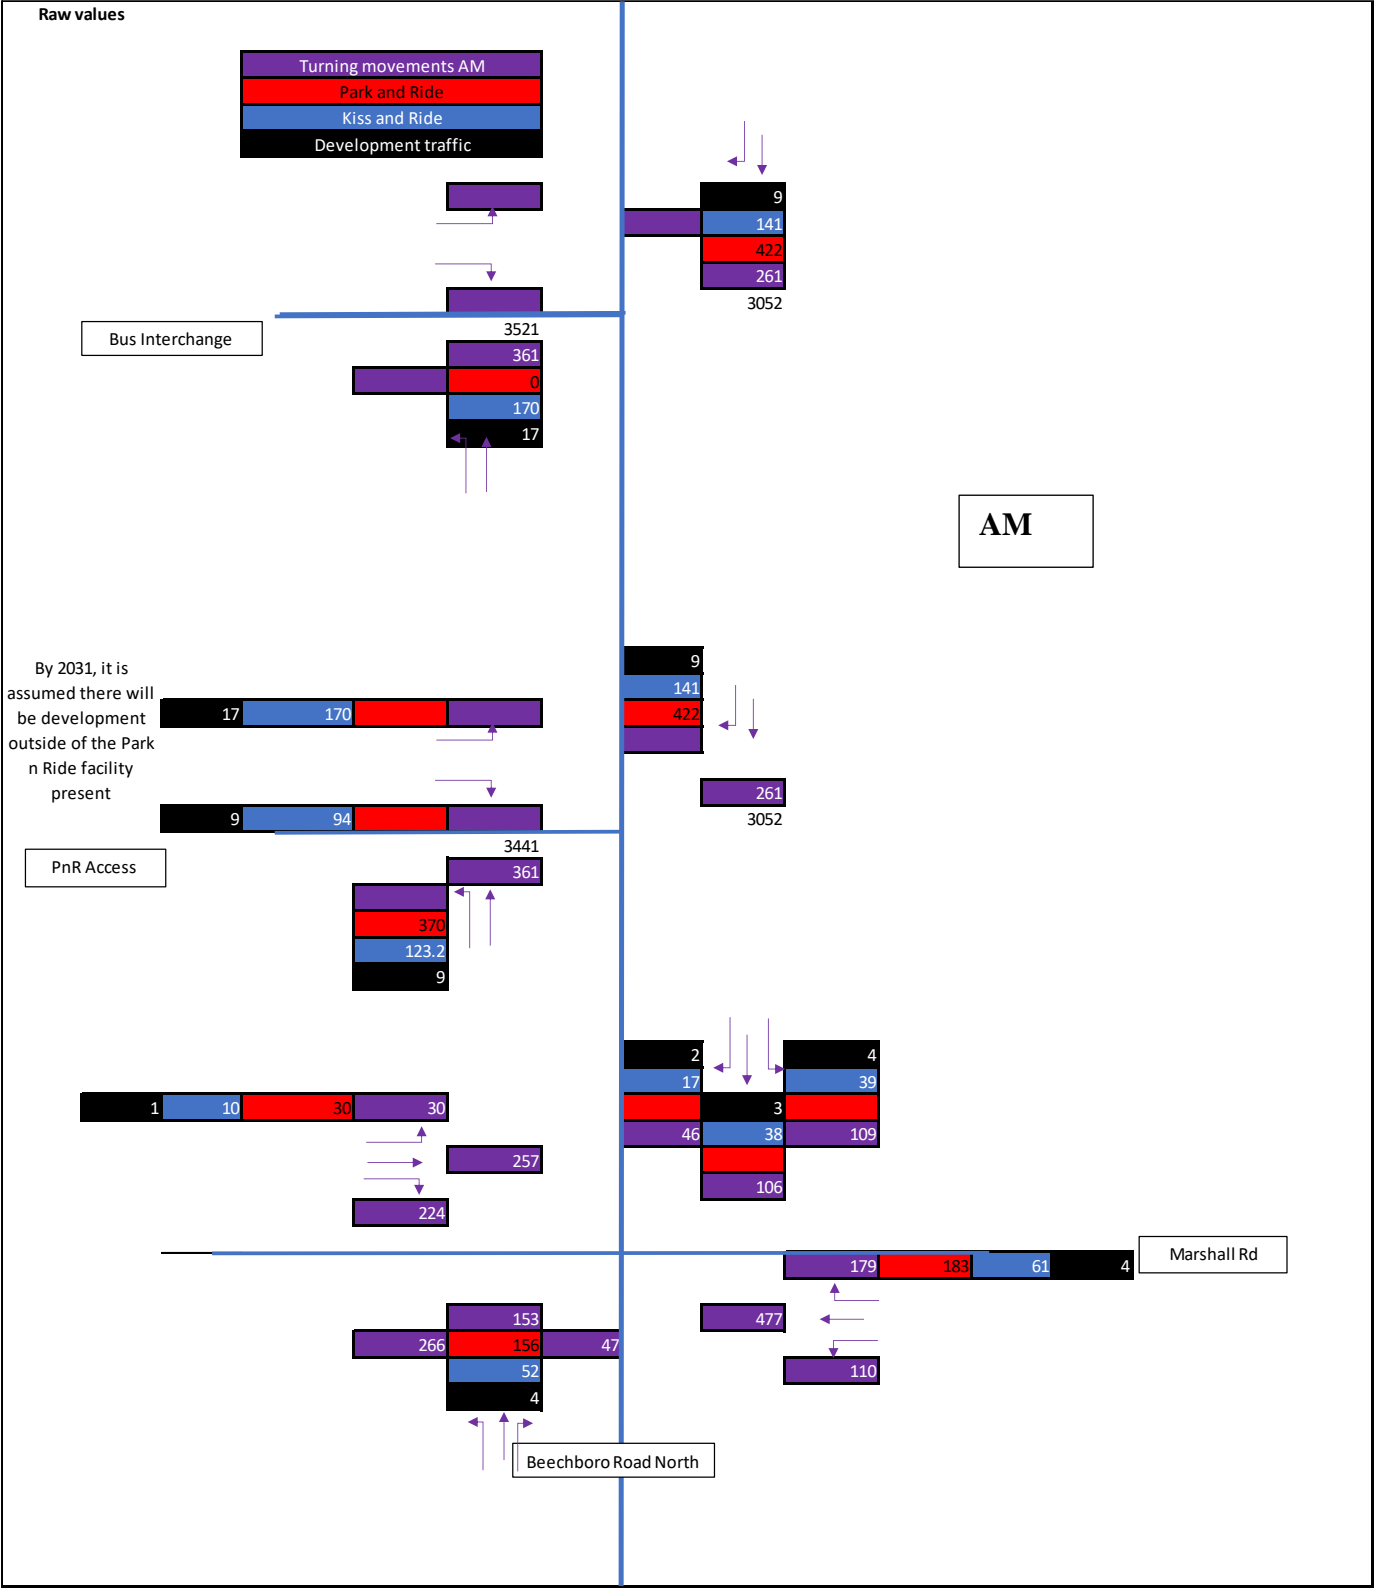 Raw values
Turning movements AM
Park and Ride
Kiss and Ride
Development traffic
9
141
422
261
3052
Bus Interchange
3521
361
0
170
17
AM
By 2031, it is
assumed there will
be development
outside of the Park
n Ride facility
present
9
141
422
17 170
261
3052
9 94
3441
PnR Access
361
370
123.2
9
2 4
17 39
1 10 30 30
3
46 38 109
257
106
224
Marshall Rd
179 183 61 4
153
477
266 156 47
52
110
4
Beechboro Road North